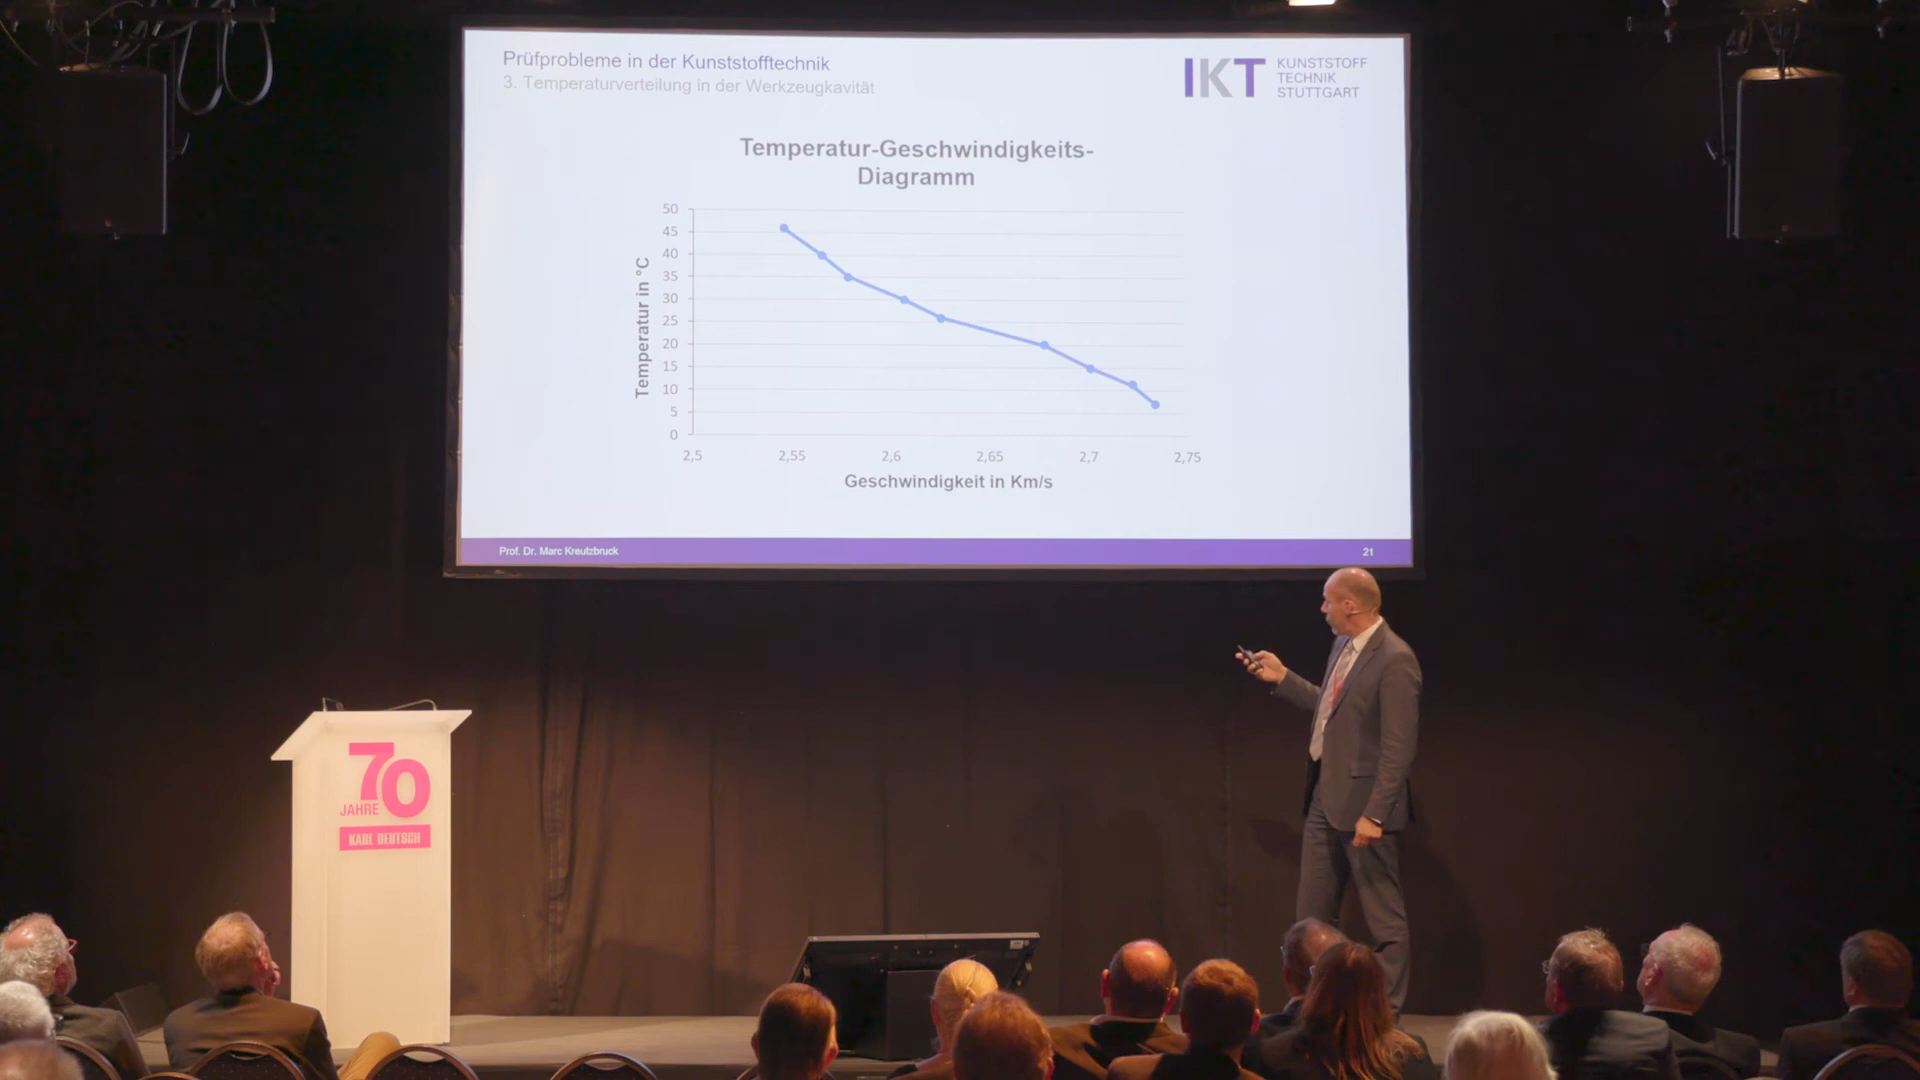 Prüfprobleme in der Kunststofftechnik
3. Temperaturverteilung in der Werkzeugkavität
IKT
KUNSTSTOFF
TECHNIK
STUTTGART
Temperatur-Geschwindigkeits-
Diagramm
Temperatur in °C
50
45
40
35
30
25
20
15
10
5
0
2,5 2,55 2,6 2,65 2,7 2,75
Geschwindigkeit in Km/s
Prof. Dr. Marc Kreutzbruck
21
70
JAHRE
KARL DEUTSCH